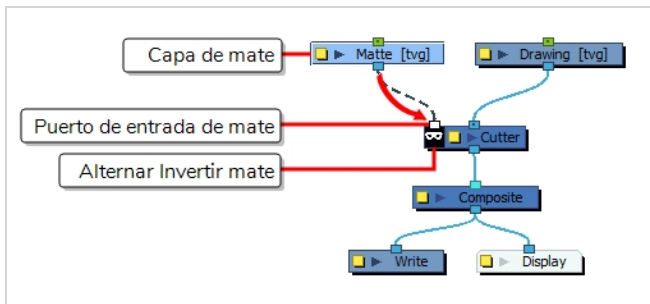 Capa de mate
Matte [tvg]
Drawing [tvg]
Puerto de entrada de mate
Cutter
Alternar Invertir mate
Composite
Write
Display